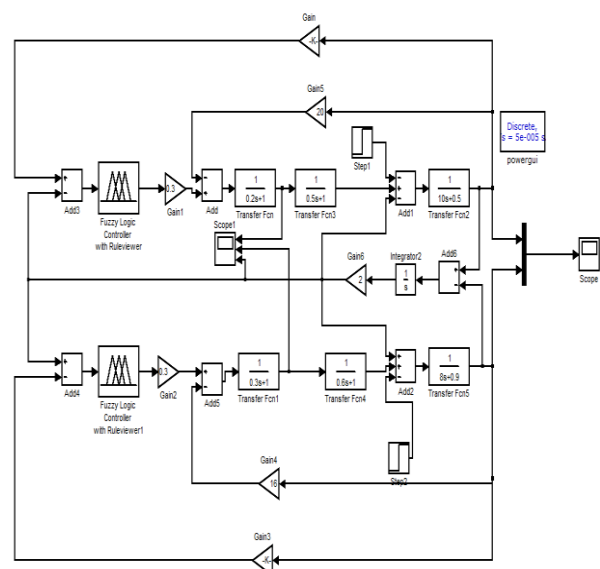 Gain
-K-
Gain5
20
Step1
Discrete,
s = 5e-005 s
powergui
+
-
Add3
Fuzzy Logic
Controller
with Ruleviewer
0.3
Gain1
-
+
Add
1
0.2s+1
Transfer Fcn
1
0.5s+1
Transfer Fcn3
-
+
-
Add1
1
10s+0.5
Transfer Fcn2
Scope1
Gain6
2
Integrator2
1
s
Add6
+
-
Scope
+
-
Add4
Fuzzy Logic
Controller
with Ruleviewer1
0.3
Gain2
+
-
Add5
1
0.3s+1
Transfer Fcn1
1
0.6s+1
Transfer Fcn4
+
+
-
Add2
1
8s+0.9
Transfer Fcn5
Step2
Gain4
16
Gain3
-K-